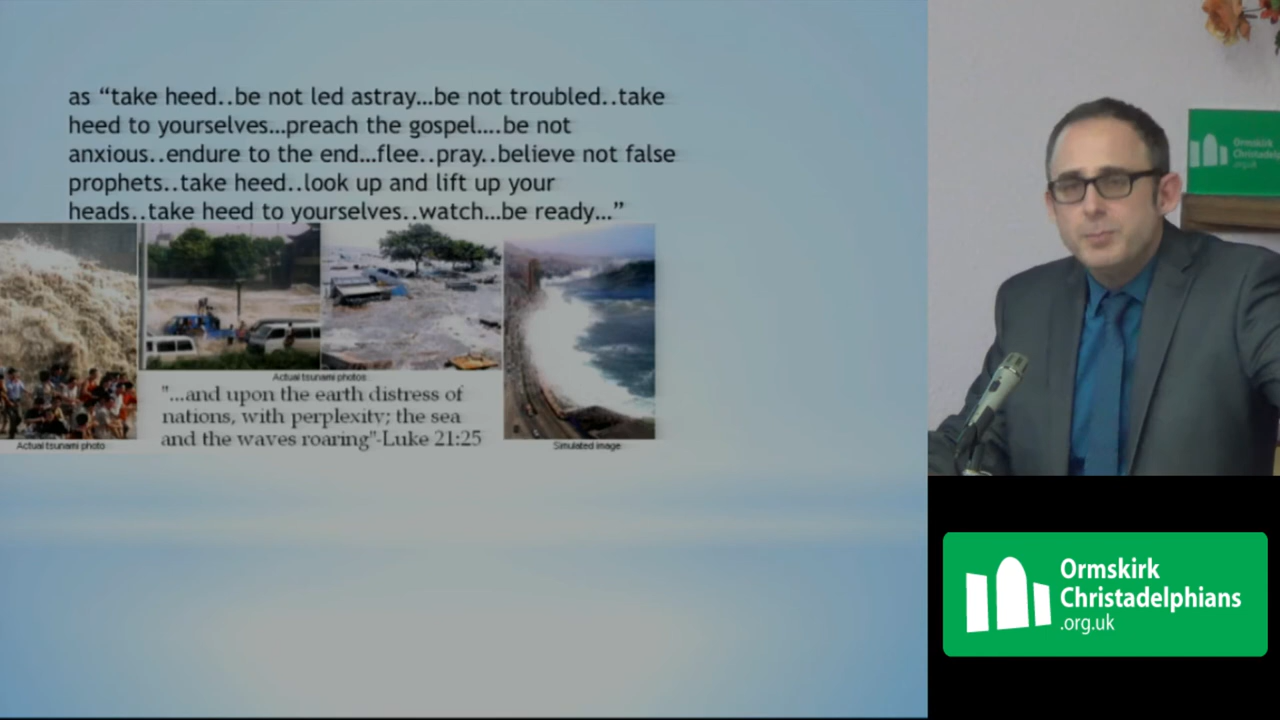 as “take heed..be not led astray…be not troubled..take
heed to yourselves…preach the gospel….be not
anxious..endure to the end…flee..pray..believe not false
prophets..take heed..look up and lift up your
heads..take heed to yourselves..watch…be ready…”
Actual tsunami photos
"...and upon the earth distress of
nations, with perplexity; the sea
and the waves roaring"-Luke 21:25
Actual tsunami photo
Simulated image
Ormskirk
Christadelp
.org.uk
Ormskirk
Christadelphians
.org.uk